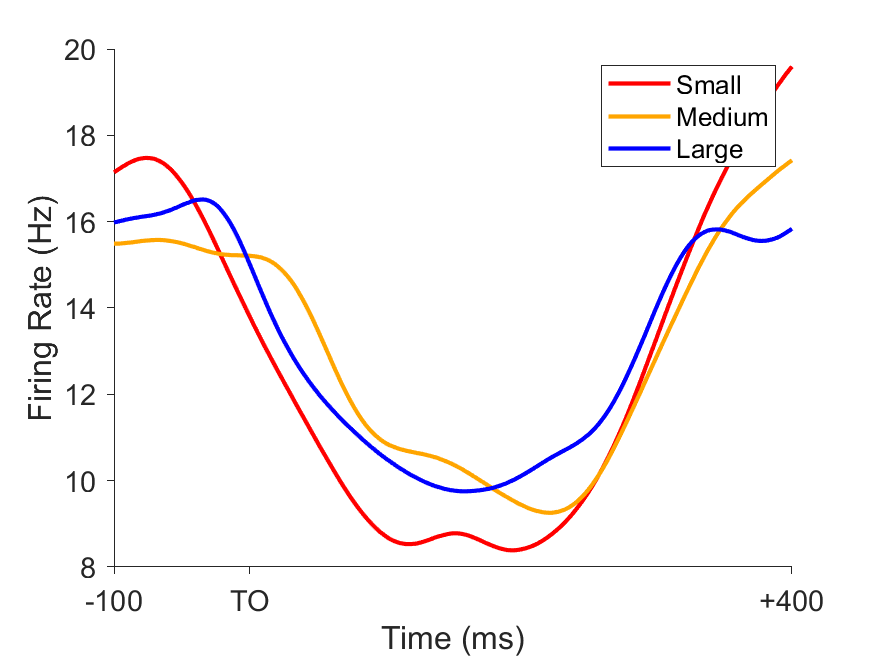 20
18
16
14
12
10
8
Firing Rate (Hz)
Small
Medium
Large
-100
TO
+400
Time (ms)